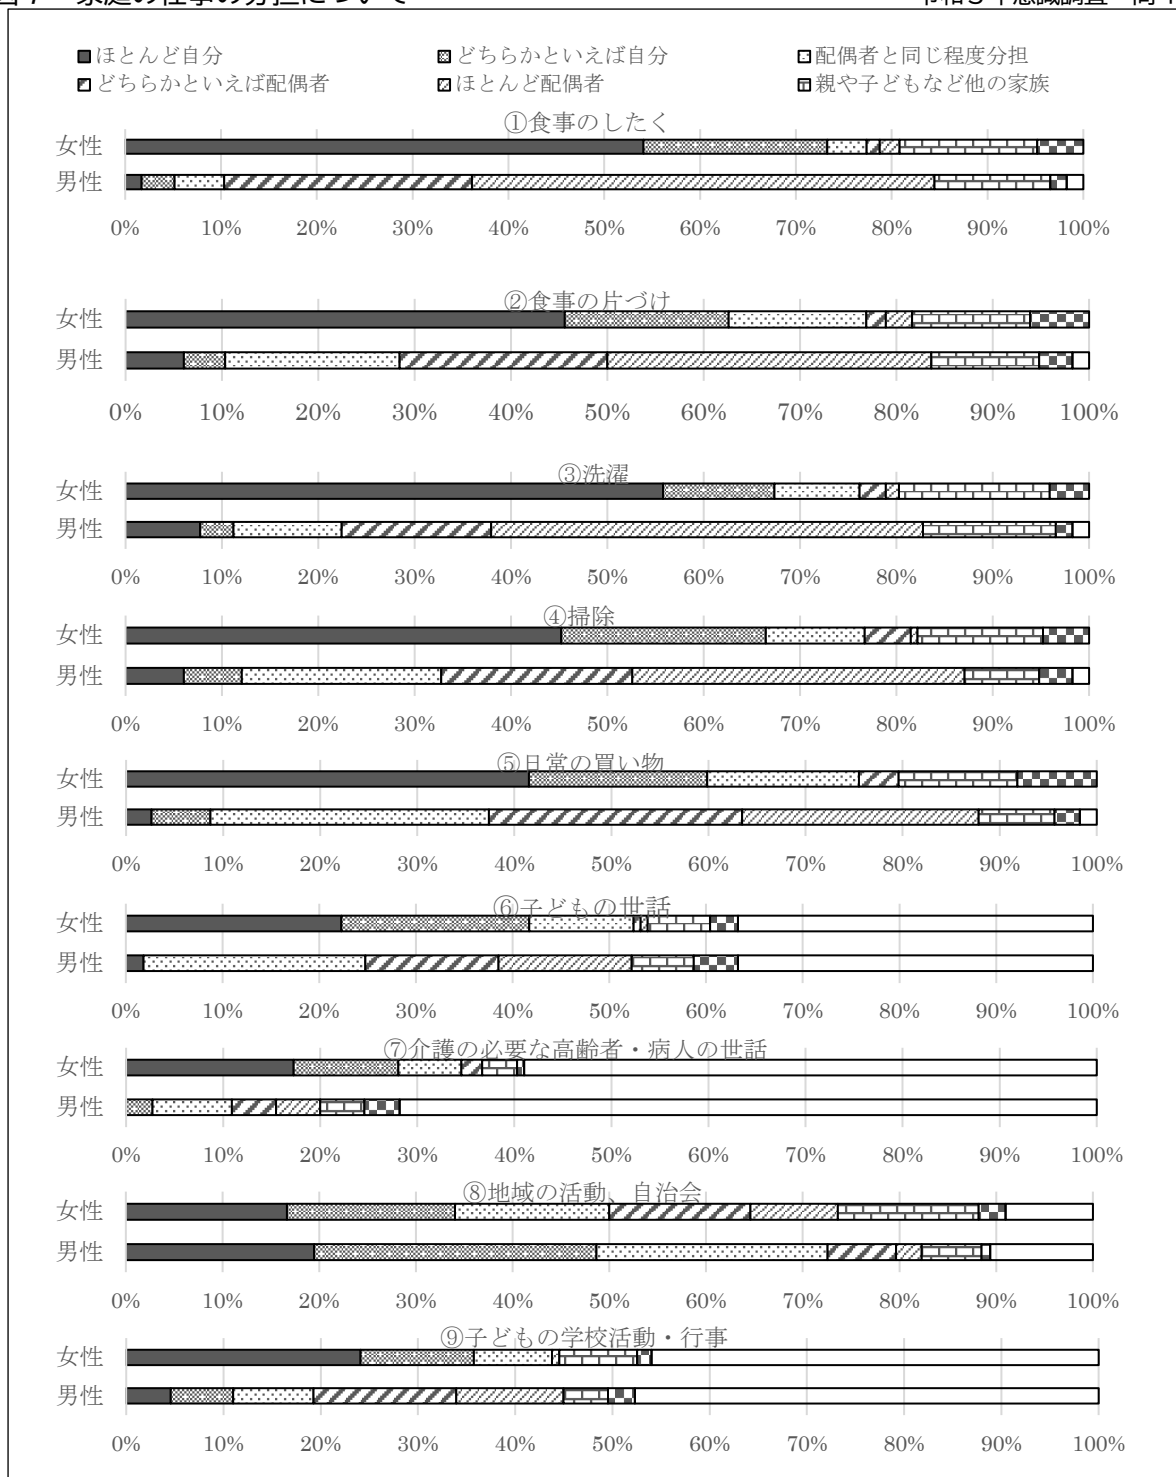 家庭の仕事の分担について 意識調査
ほとんど自分 どちらかといえば自分 配偶者と同じ程度分担
どちらかといえば配偶者 ほとんど配偶者 親や子どもなど他の家族
①食事のしたく
女性
男性
0% 10% 20% 30% 40% 50% 60% 70% 80% 90% 100%
②食事の片づけ
女性
男性
0% 10% 20% 30% 40% 50% 60% 70% 80% 90% 100%
③洗濯
女性
男性
0% 10% 20% 30% 40% 50% 60% 70% 80% 90% 100%
④掃除
女性
男性
0% 10% 20% 30% 40% 50% 60% 70% 80% 90% 100%
⑤日常の買い物
女性
男性
0% 10% 20% 30% 40% 50% 60% 70% 80% 90% 100%
⑥子どもの世話
女性
男性
0% 10% 20% 30% 40% 50% 60% 70% 80% 90% 100%
⑦介護の必要な高齢者・病人の世話
女性
男性
0% 10% 20% 30% 40% 50% 60% 70% 80% 90% 100%
⑧地域の活動、自治会
女性
男性
0% 10% 20% 30% 40% 50% 60% 70% 80% 90% 100%
⑨子どもの学校活動・行事
女性
男性
0% 10% 20% 30% 40% 50% 60% 70% 80% 90% 100%